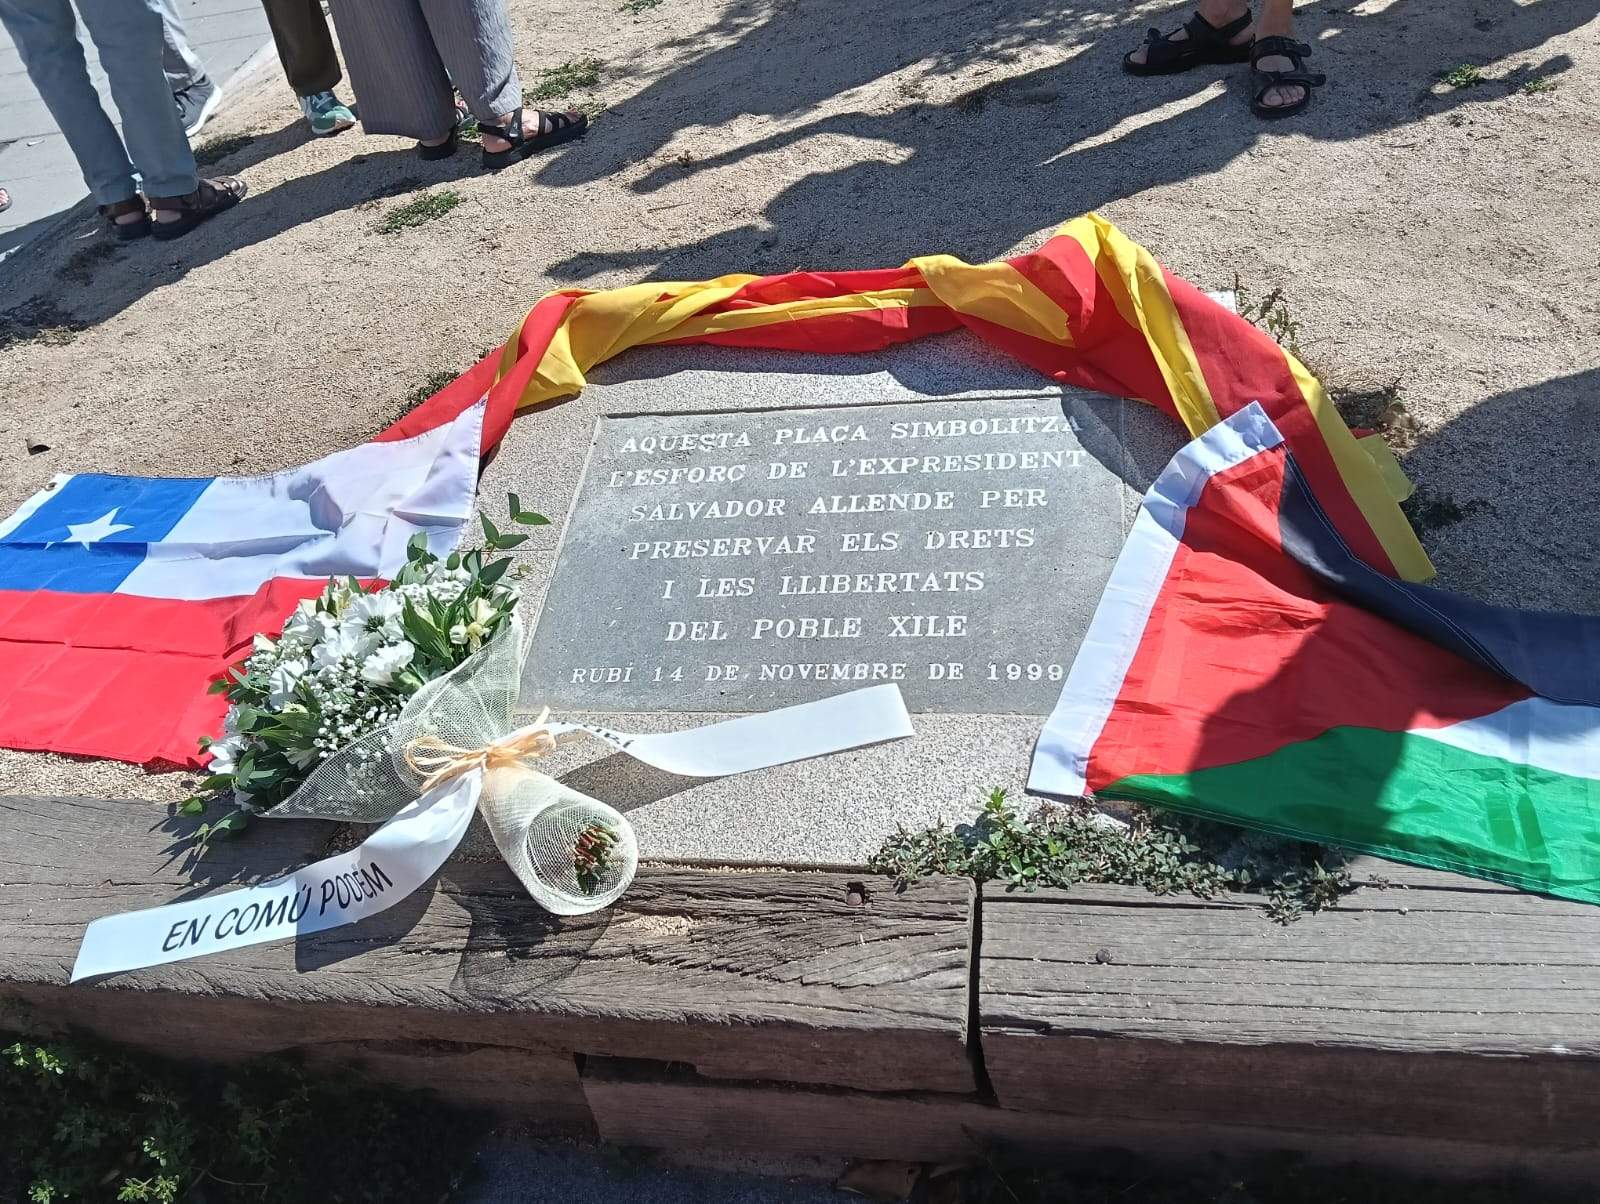 AQUESTA PLAÇA SIMBOLITZA
L'ESFORÇ DE L'EXPRESIDENT
SALVADOR ALLENDE PER
PRESERVAR ELS DRETS
I LES LLIBERTATS
DEL POBLE XILE
RUBÍ 14 DE NOVEMBRE DE 1999
EN COMÚ PODEM